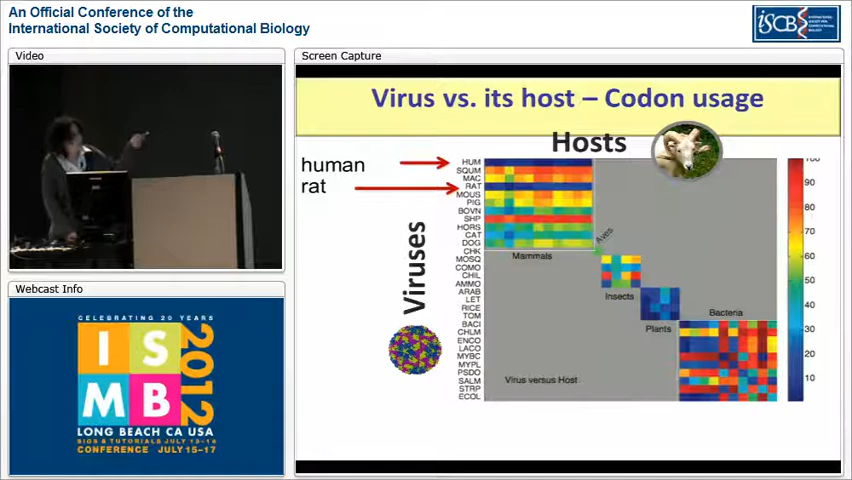 An Official Conference of the
International Society of Computational Biology
ISCB
Video
Screen Capture
Virus vs. its host – Codon usage
Hosts
human
rat
Viruses
HUM
SQUM
MAC
RAT
MOUS
PIG
BOVN
SHP
HORS
CAT
DOG
CHK
MOSQ
COMO
CHIL
AMMO
ARAB
LET
RICE
TOM
BACI
CHLM
ENCO
LACO
MYBC
MYPL
PSDO
SALM
STRP
ECOL
Mammals
Aves
Insects
Plants
Bacteria
Virus versus Host
100
90
80
70
60
50
40
30
20
10
Webcast Info
CELEBRATING 20 YEARS
ISMB
2012
LONG BEACH CA USA
SIGS & TUTORIALS JULY 13-14
CONFERENCE JULY 15-17